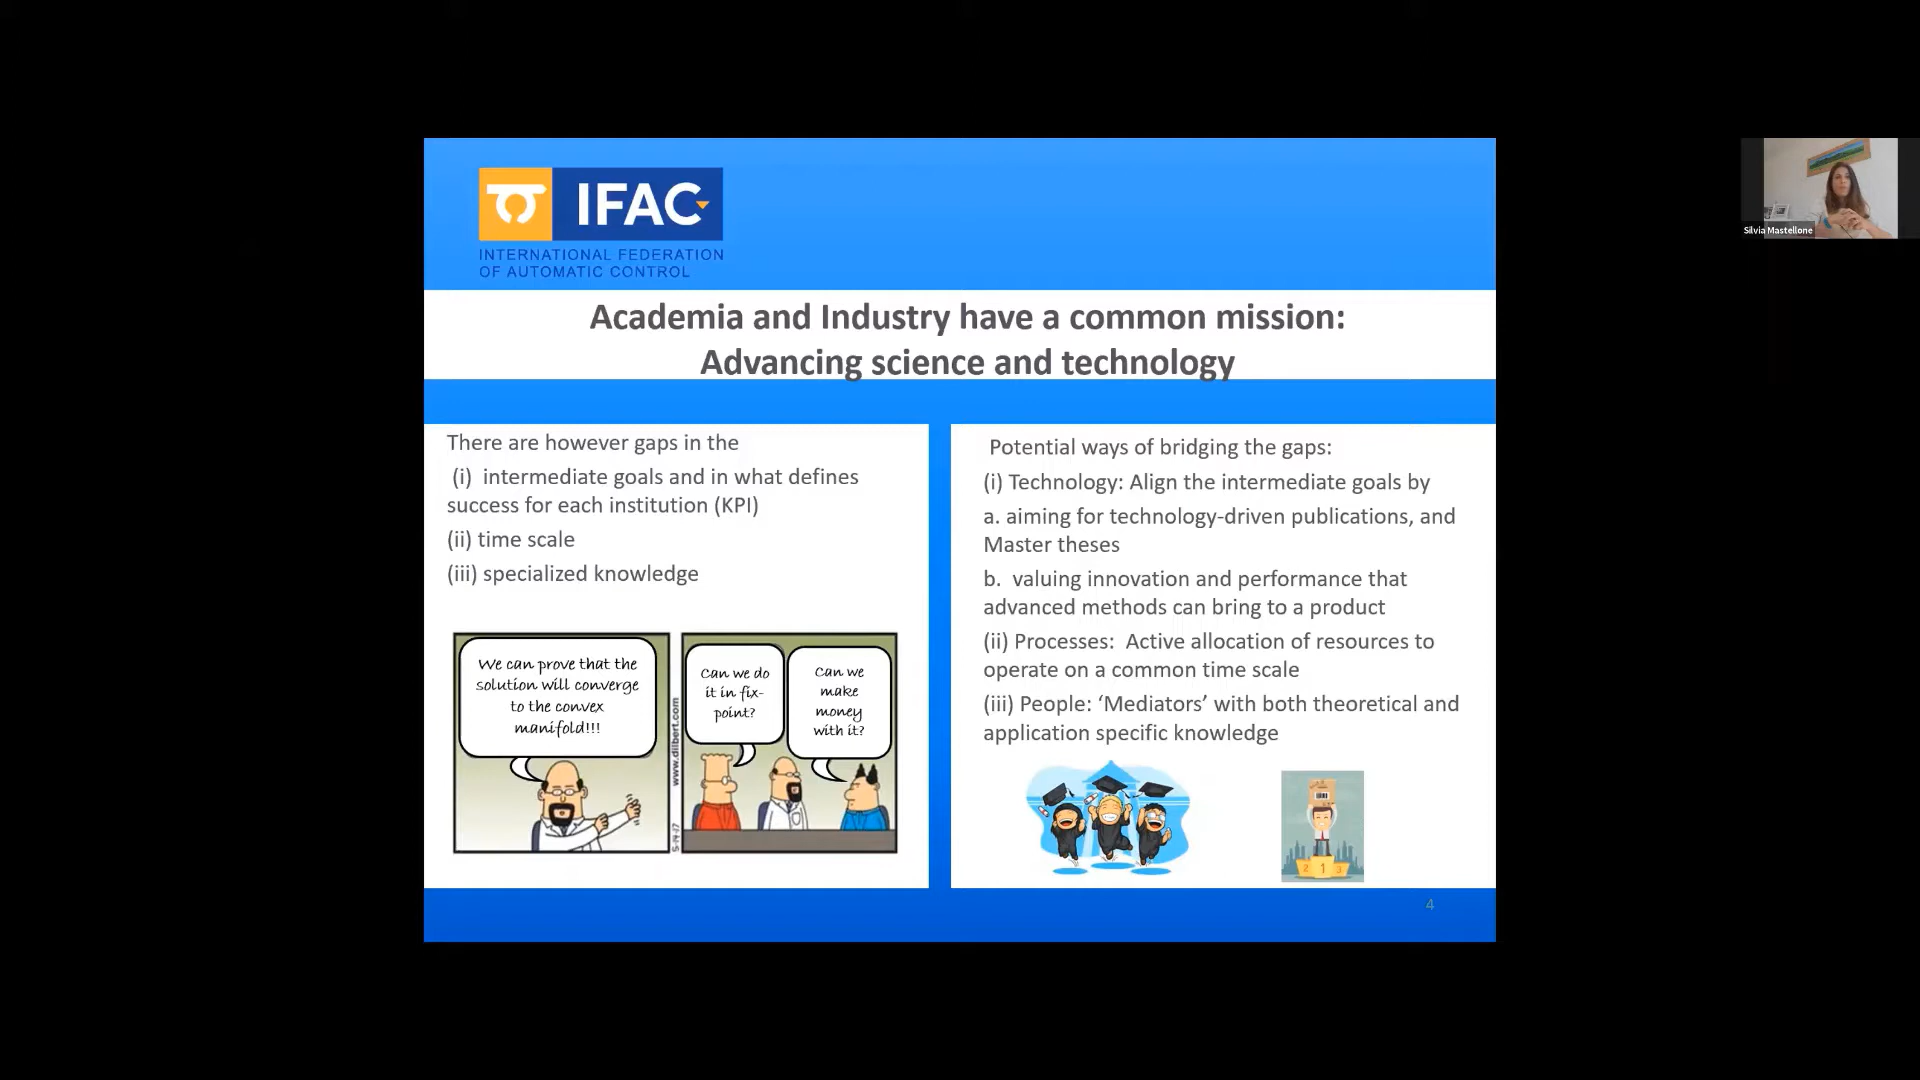 IFAC
INTERNATIONAL FEDERATION
OF AUTOMATIC CONTROL
Academia and Industry have a common mission:
Advancing science and technology
There are however gaps in the
(i) intermediate goals and in what defines
success for each institution (KPI)
(ii) time scale
(iii) specialized knowledge
We can prove that the
solution will converge
to the convex
manifold!!!
www.dilbert.com
5-14-17
Can we do
it in fix-
point?
Can we
make
money
with it?
Potential ways of bridging the gaps:
(i) Technology: Align the intermediate goals by
a. aiming for technology-driven publications, and
Master theses
b. valuing innovation and performance that
advanced methods can bring to a product
(ii) Processes: Active allocation of resources to
operate on a common time scale
(iii) People: ‘Mediators’ with both theoretical and
application specific knowledge
2 1 3
4
Silvia Mastellone